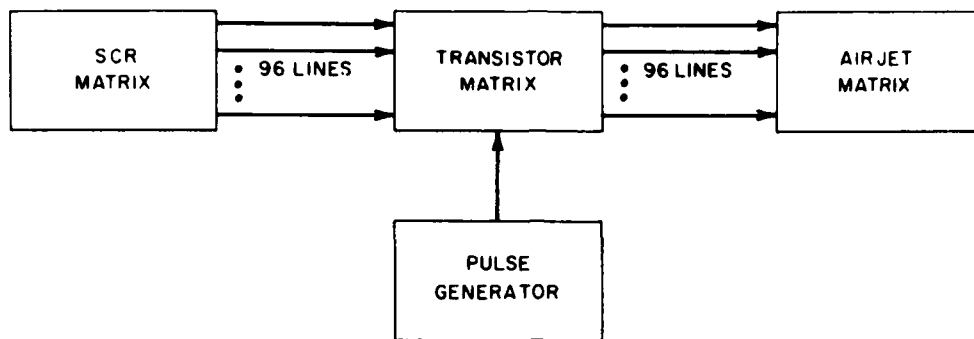 SCR
MATRIX
96 LINES
TRANSISTOR
MATRIX
96 LINES
AIRJET
MATRIX
PULSE
GENERATOR